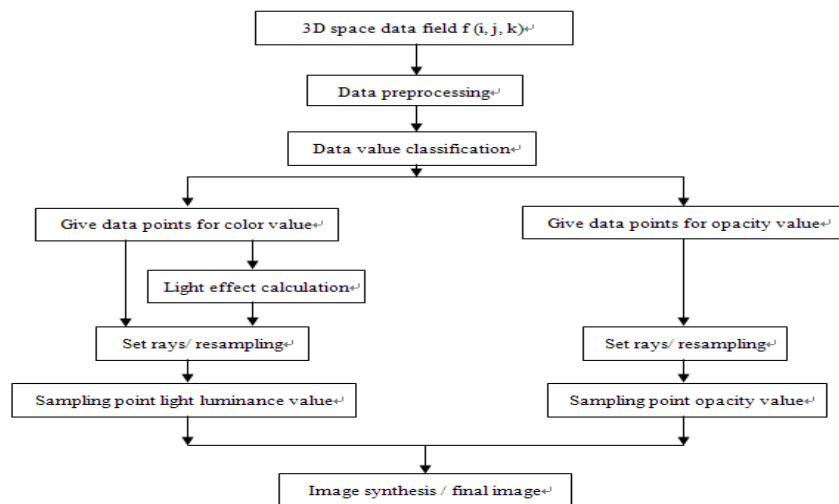 3D space data field f (i, j, k)↵
Data preprocessing↵
Data value classification↵
Give data points for color value↵
Give data points for opacity value↵
Light effect calculation↵
Set rays/ resampling↵
Set rays/ resampling↵
Sampling point light luminance value↵
Sampling point opacity value↵
Image synthesis / final image↵